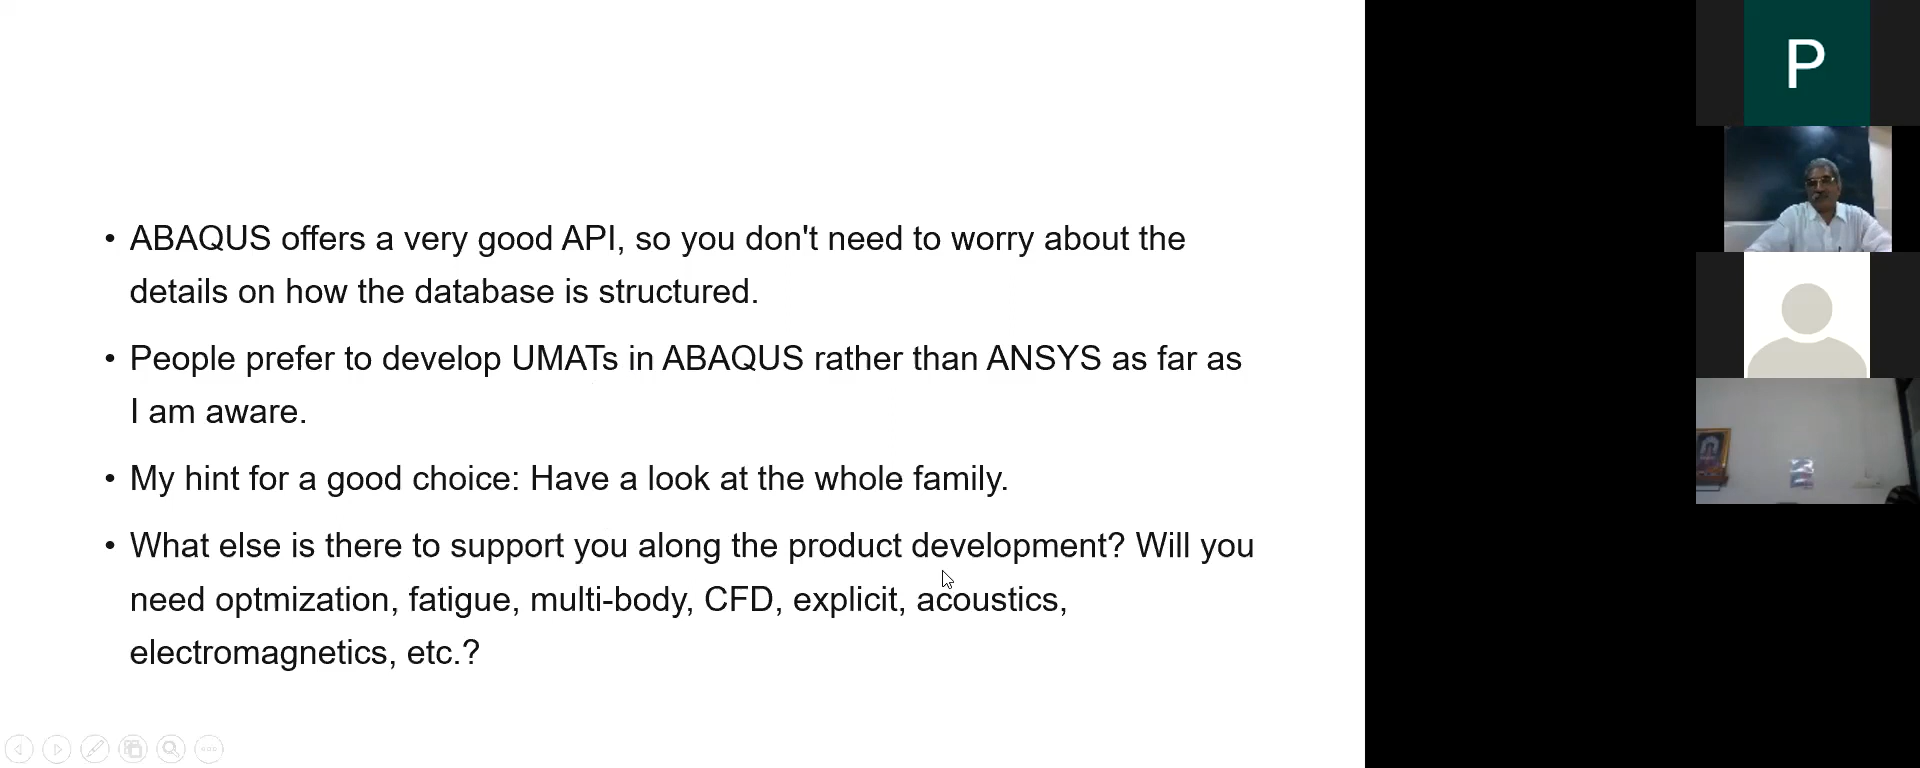 • ABAQUS offers a very good API, so you don't need to worry about the
details on how the database is structured.
• People prefer to develop UMATs in ABAQUS rather than ANSYS as far as
I am aware.
• My hint for a good choice: Have a look at the whole family.
• What else is there to support you along the product development? Will you
need optmization, fatigue, multi-body, CFD, explicit, acoustics,
electromagnetics, etc.?
P